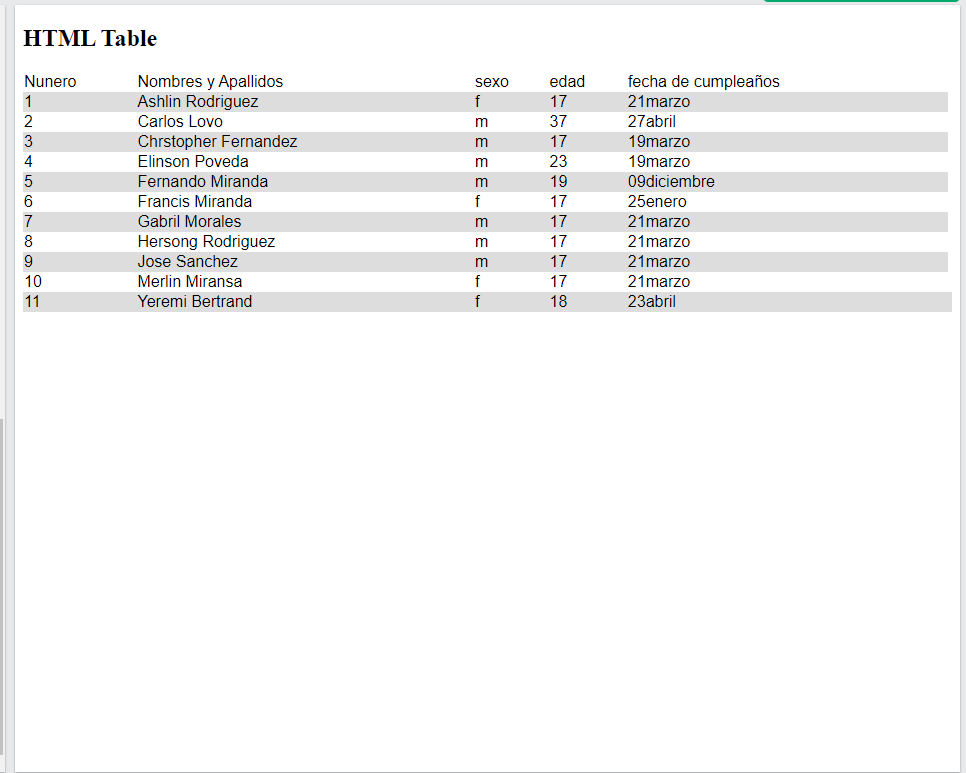 HTML Table
Nunero Nombres y Apallidos sexo edad fecha de cumpleaños
1 Ashlin Rodriguez f 17 21marzo
2 Carlos Lovo m 37 27abril
3 Chrstopher Fernandez m 17 19marzo
4 Elinson Poveda m 23 19marzo
5 Fernando Miranda m 19 09diciembre
6 Francis Miranda f 17 25enero
7 Gabril Morales m 17 21marzo
8 Hersong Rodriguez m 17 21marzo
9 Jose Sanchez m 17 21marzo
10 Merlin Miransa f 17 21marzo
11 Yeremi Bertrand f 18 23abril